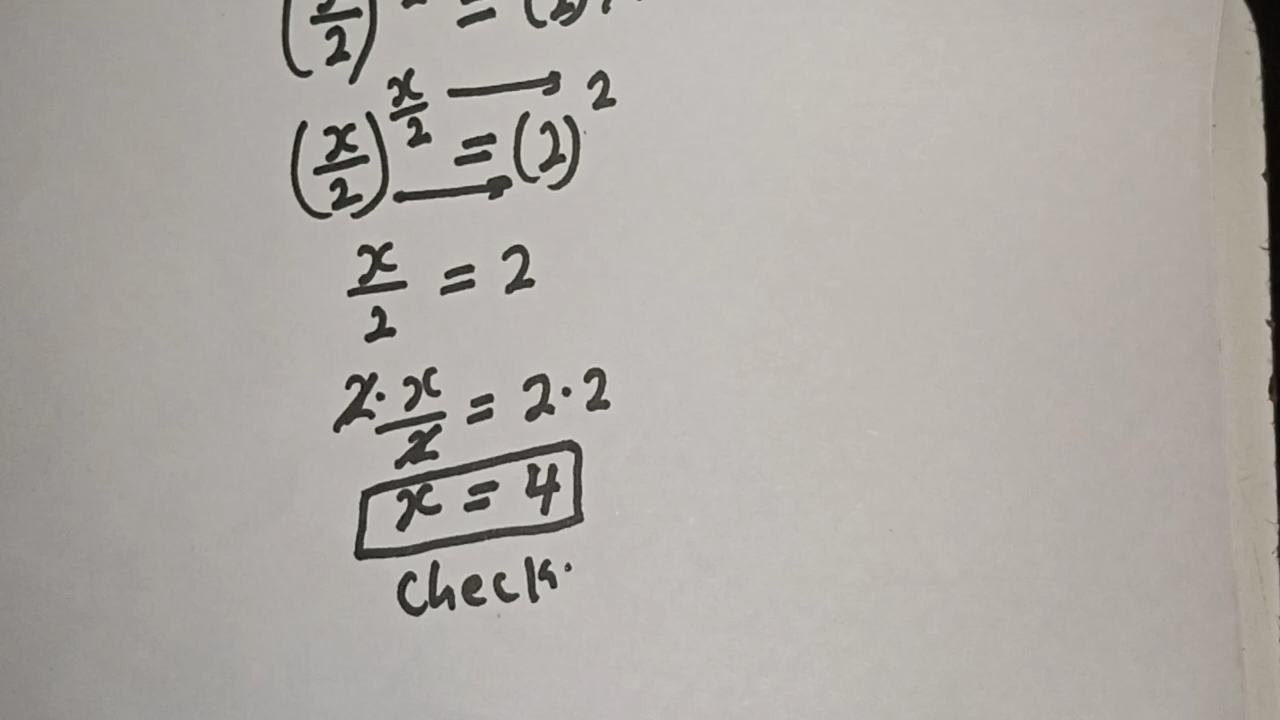 (x/2)^(x/2) = (2)^2
x/2 = 2
2·x/2 = 2·2
x = 4
Check.